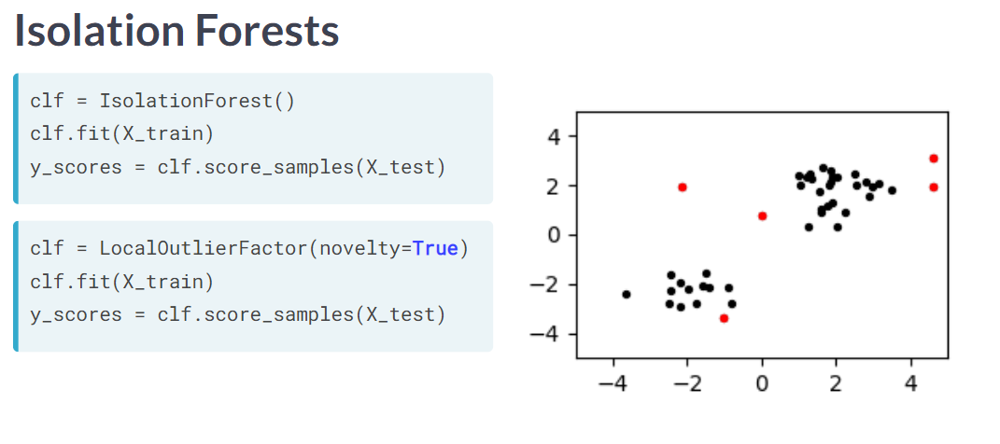 Isolation Forests
clf = IsolationForest()
clf.fit(X_train)
y_scores = clf.score_samples(X_test)
clf = LocalOutlierFactor(novelty=True)
clf.fit(X_train)
y_scores = clf.score_samples(X_test)
4
2
0
−2
−4
−4 −2 0 2 4